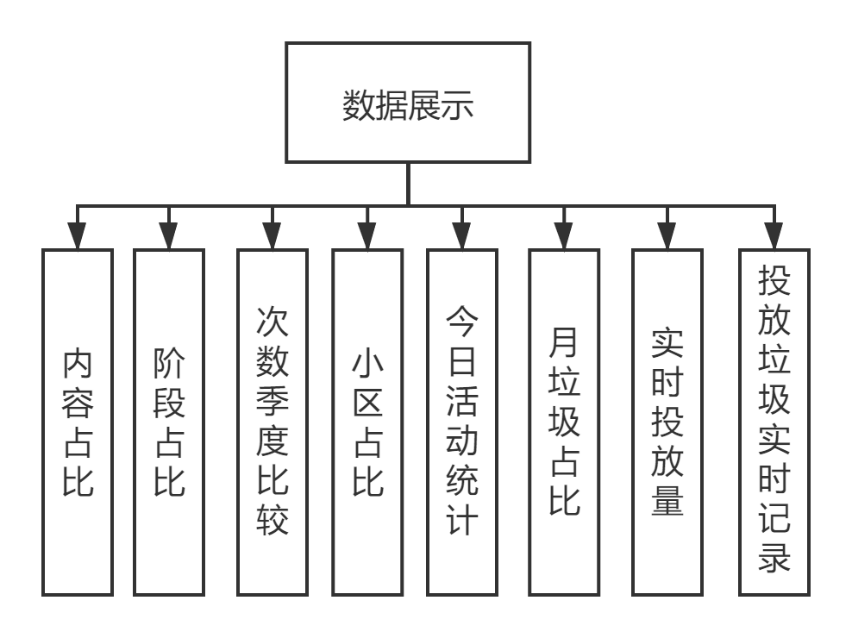 数据展示
内容占比
阶段占比
次数季度比较
小区占比
今日活动统计
月垃圾占比
实时投放量
投放垃圾实时记录